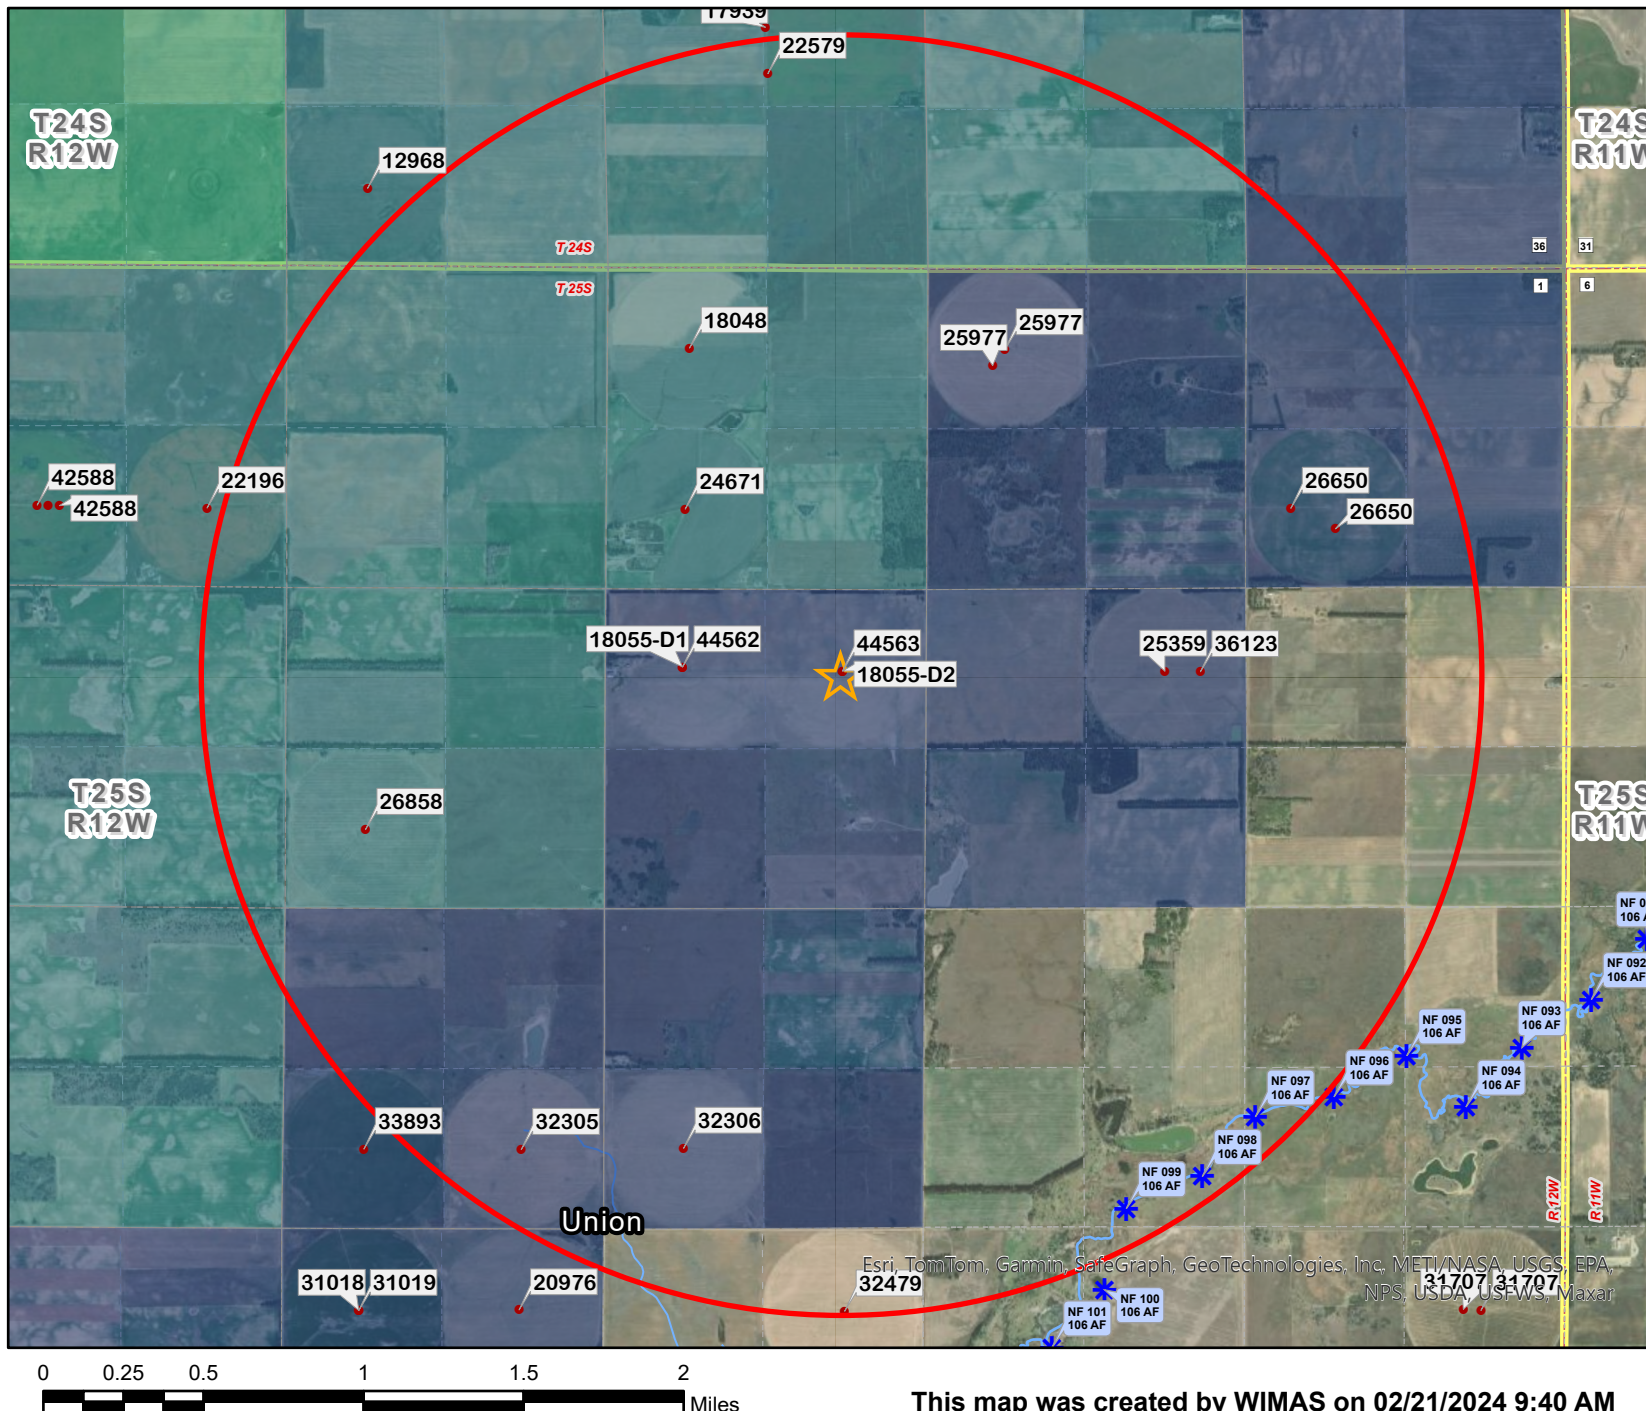 17939
22579
T24S
R12W
T24S
R11W
12968
T 24S
36
31
T 25S
1
6
18048
25977
25977
42588
42588
22196
24671
26650
26650
18055-D1
44562
44563
18055-D2
25359
36123
T25S
R12W
26858
T25S
R11W
106
NF 092
106 AF
NF 093
106 AF
NF 095
106 AF
NF 094
106 AF
NF 096
106 AF
NF 097
106 AF
NF 098
106 AF
NF 099
106 AF
33893
32305
32306
R12W
R11W
Union
31018
31019
20976
32479
31707
31707
NF 100
106 AF
NF 101
106 AF
Esri, TomTom, Garmin, SafeGraph, GeoTechnologies, Inc, METI/NASA, USGS, EPA,
NPS, USDA, USFWS, Maxar
0 0.25 0.5 1 1.5 2
Miles
This map was created by WIMAS on 02/21/2024 9:40 AM